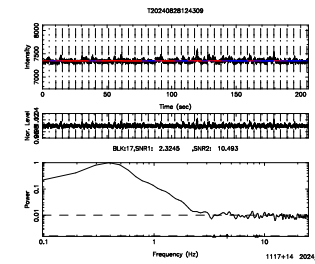 T20240828124309
8000
7500
7000
Intensity
0 50 100 150 200
Time (sec)
Nor. Level
BLK:17,SNR1: 2.3245 ,SNR2: 10.493
1
0.1
0.01
Power
0.1 1 10
Frequency (Hz)
1117+14 2024